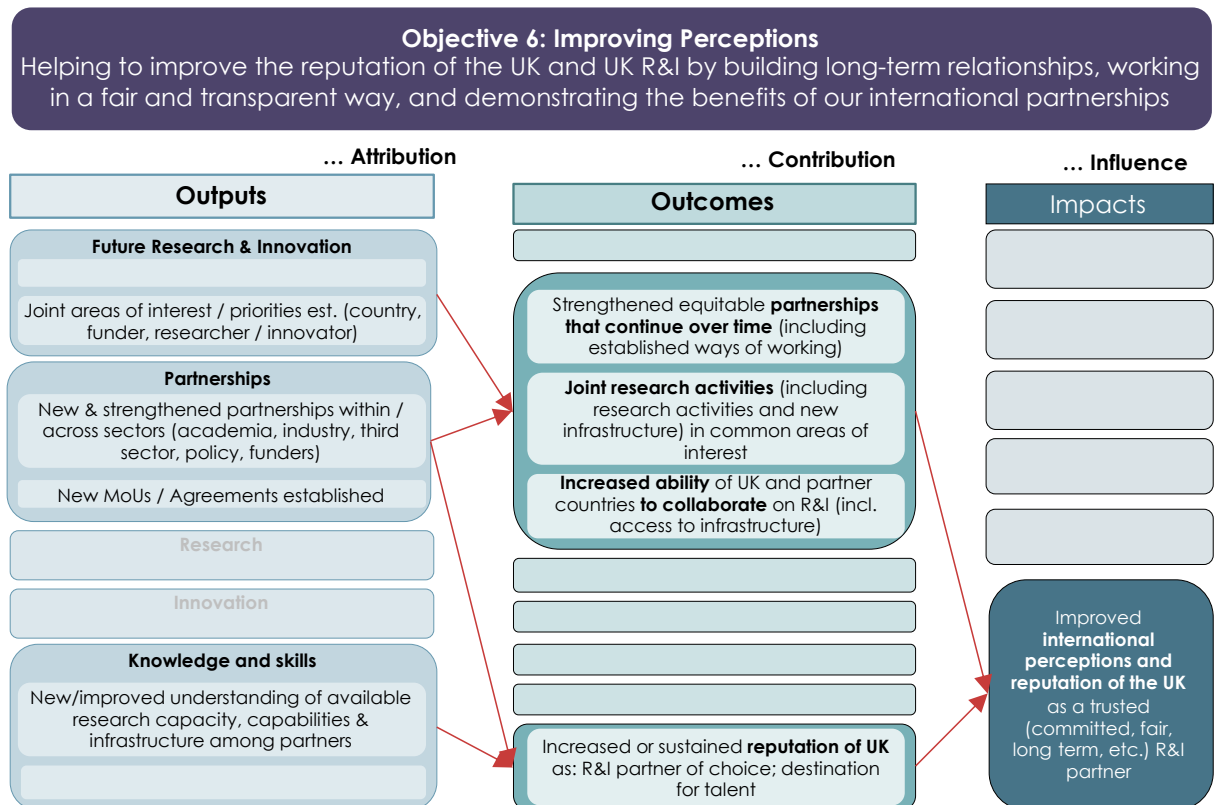 Objective 6: Improving Perceptions
Helping to improve the reputation of the UK and UK R&I by building long-term relationships, working
in a fair and transparent way, and demonstrating the benefits of our international partnerships
... Attribution
... Contribution
... Influence
Outputs
Outcomes
Impacts
Future Research & Innovation
Joint areas of interest / priorities est. (country,
funder, researcher / innovator)
Partnerships
New & strengthened partnerships within /
across sectors (academia, industry, third
sector, policy, funders)
New MoUs / Agreements established
Research
Innovation
Knowledge and skills
New/improved understanding of available
research capacity, capabilities &
infrastructure among partners
Strengthened equitable partnerships
that continue over time (including
established ways of working)
Joint research activities (including
research activities and new
infrastructure) in common areas of
interest
Increased ability of UK and partner
countries to collaborate on R&I (incl.
access to infrastructure)
Increased or sustained reputation of UK
as: R&I partner of choice; destination
for talent
Improved
international
perceptions and
reputation of the UK
as a trusted
(committed, fair,
long term, etc.) R&I
partner